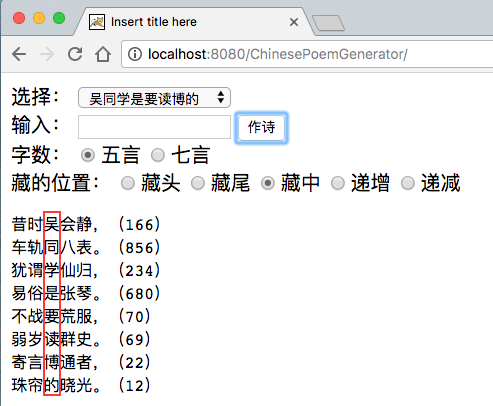 Insert title here
localhost:8080/ChinesePoemGenerator/
选择： 吴同学是要读博的
输入： 作诗
字数： 五言 七言
藏的位置： 藏头 藏尾 藏中 递增 递减
昔时吴会静，（166）
车轨同八表。（856）
犹谓学仙归，（234）
易俗是张琴。（680）
不战要荒服，（70）
弱岁读群史。（69）
寄言博通者，（22）
珠帘的晓光。（12）